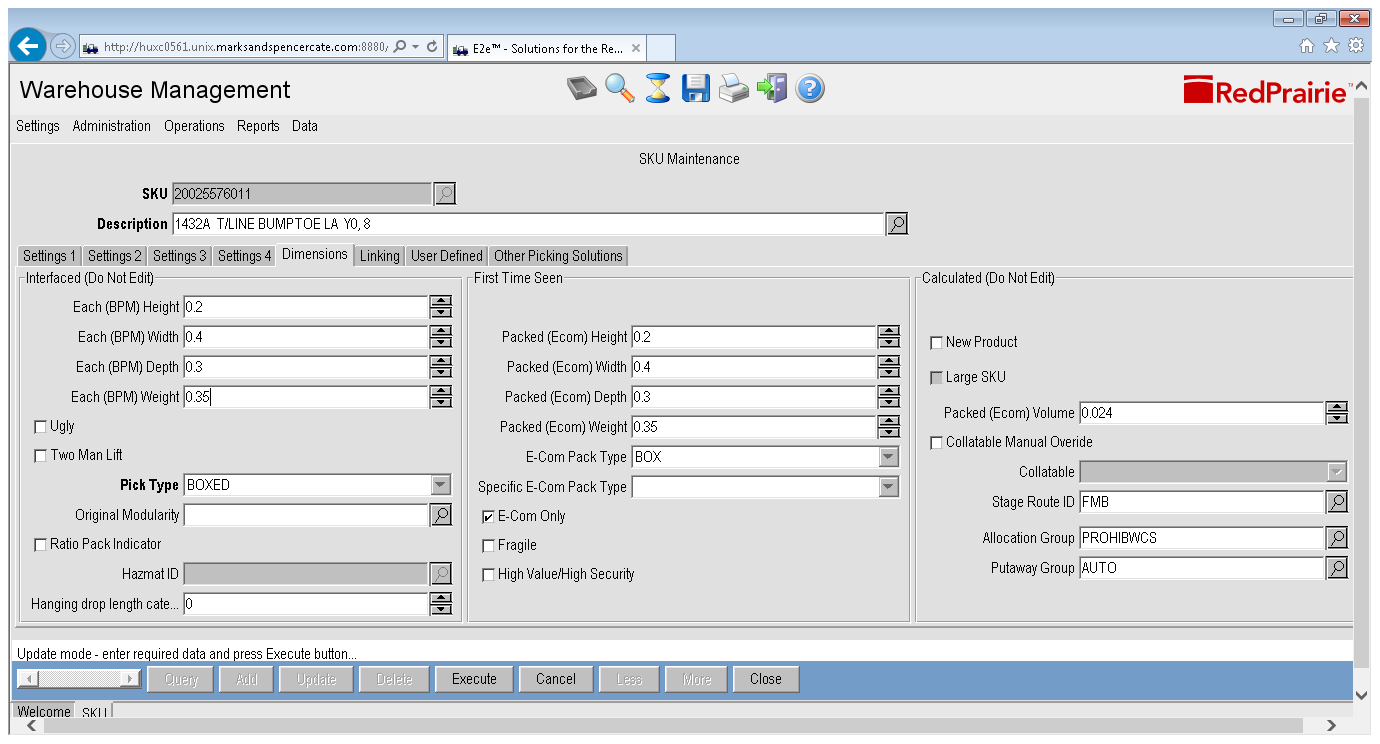 http://huxc0561.unix.marksandspencercate.com:8880/
E2e™ - Solutions for the Re...
Warehouse Management
RedPrairie™
Settings Administration Operations Reports Data
SKU Maintenance
SKU 20025576011
Description 1432A T/LINE BUMPTOE LA Y0, 8
Settings 1 Settings 2 Settings 3 Settings 4 Dimensions Linking User Defined Other Picking Solutions
Interfaced (Do Not Edit)
Each (BPM) Height 0.2
Each (BPM) Width 0.4
Each (BPM) Depth 0.3
Each (BPM) Weight 0.35
Ugly
Two Man Lift
Pick Type BOXED
Original Modularity
Ratio Pack Indicator
Hazmat ID
Hanging drop length cate... 0
First Time Seen
Packed (Ecom) Height 0.2
Packed (Ecom) Width 0.4
Packed (Ecom) Depth 0.3
Packed (Ecom) Weight 0.35
E-Com Pack Type BOX
Specific E-Com Pack Type
E-Com Only
Fragile
High Value/High Security
Calculated (Do Not Edit)
New Product
Large SKU
Packed (Ecom) Volume 0.024
Collatable Manual Overide
Collatable
Stage Route ID FMB
Allocation Group PROHIBWCS
Putaway Group AUTO
Update mode - enter required data and press Execute button...
Query Add Update Delete Execute Cancel Less More Close
Welcome SKU